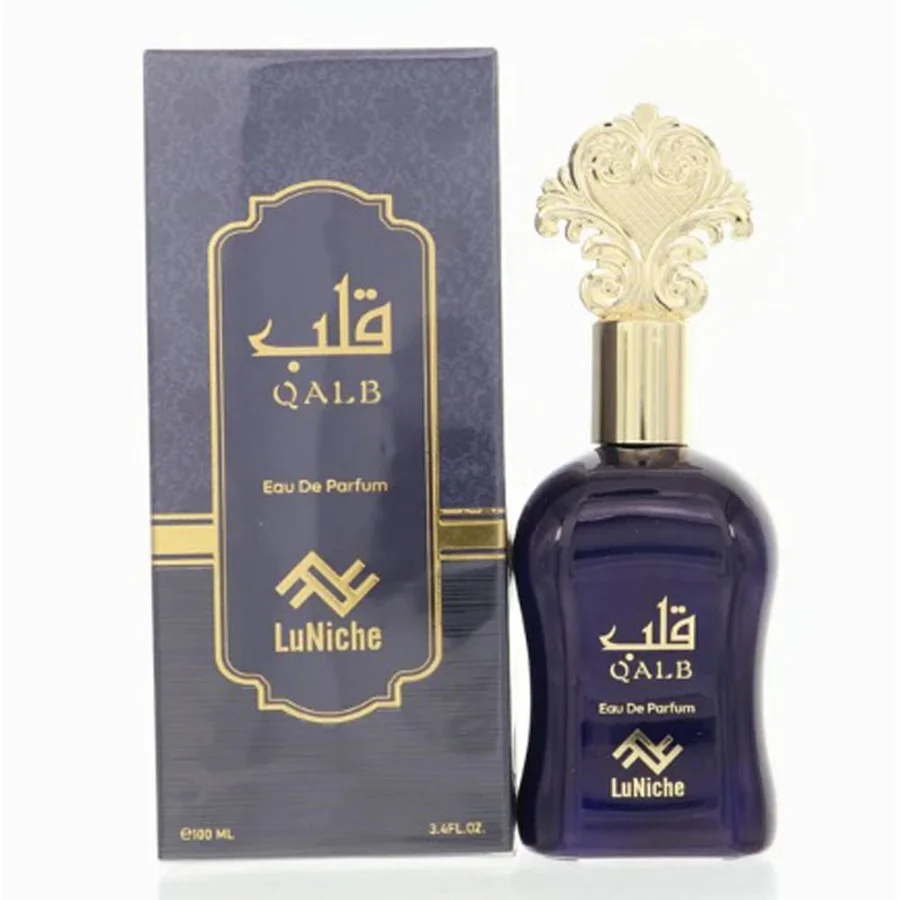 قلب
QALB
Eau De Parfum
LuNiche
℮100 ML
3.4FL.OZ.
قلب
QALB
Eau De Parfum
LuNiche